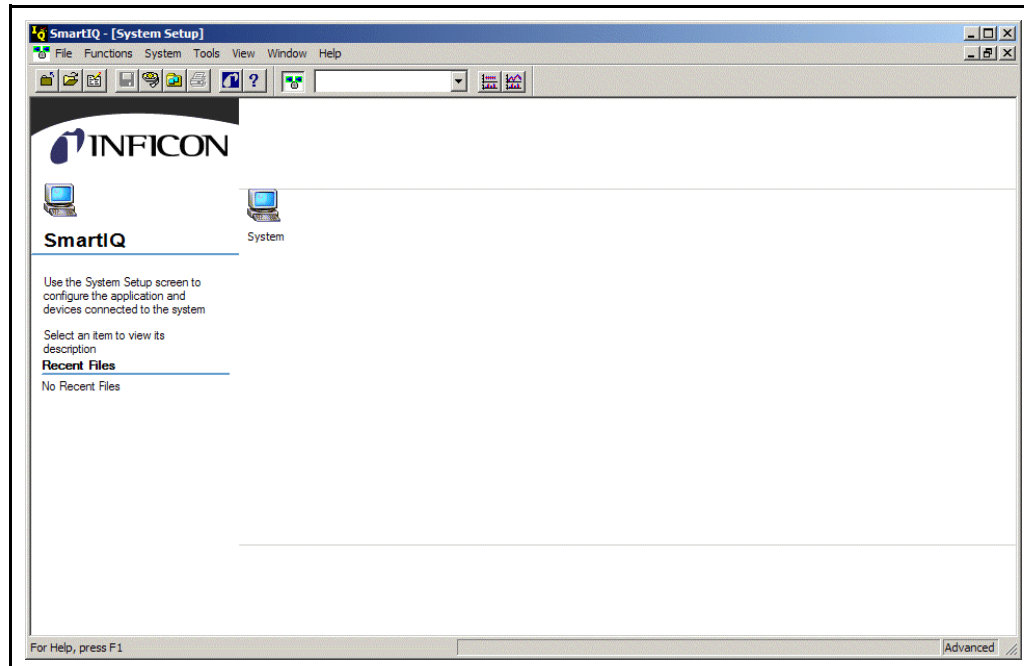 SmartIQ - [System Setup]
File Functions System Tools View Window Help
?
INFICON
SmartIQ
System
Use the System Setup screen to
configure the application and
devices connected to the system
Select an item to view its
description
Recent Files
No Recent Files
For Help, press F1
Advanced